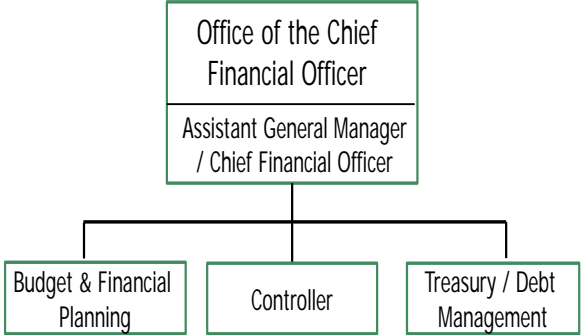 Office of the Chief
Financial Officer
Assistant General Manager
/ Chief Financial Officer
Budget & Financial
Planning
Controller
Treasury / Debt
Management